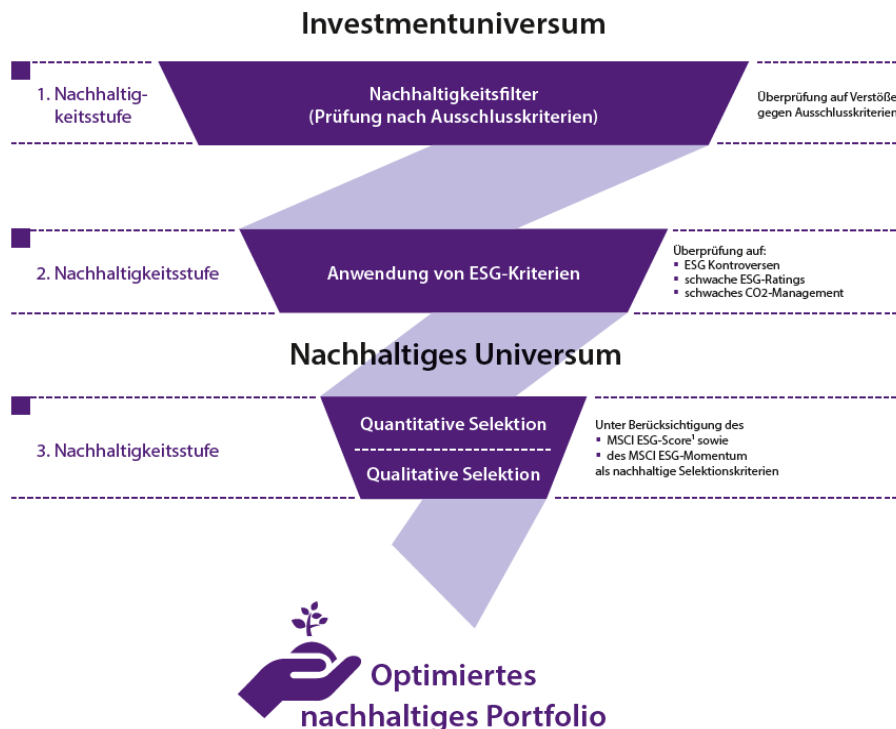 Investmentuniversum
1. Nachhaltig-
keitsstufe
Nachhaltigkeitsfilter
(Prüfung nach Ausschlusskriterien)
Überprüfung auf Verstöße
gegen Ausschlusskriterien
2. Nachhaltigkeitsstufe
Anwendung von ESG-Kriterien
Überprüfung auf:
▪ ESG Kontroversen
▪ schwache ESG-Ratings
▪ schwaches CO2-Management
Nachhaltiges Universum
3. Nachhaltigkeitsstufe
Quantitative Selektion
Qualitative Selektion
Unter Berücksichtigung des
▪ MSCI ESG-Score¹ sowie
▪ des MSCI ESG-Momentum
als nachhaltige Selektionskriterien
Optimiertes
nachhaltiges Portfolio